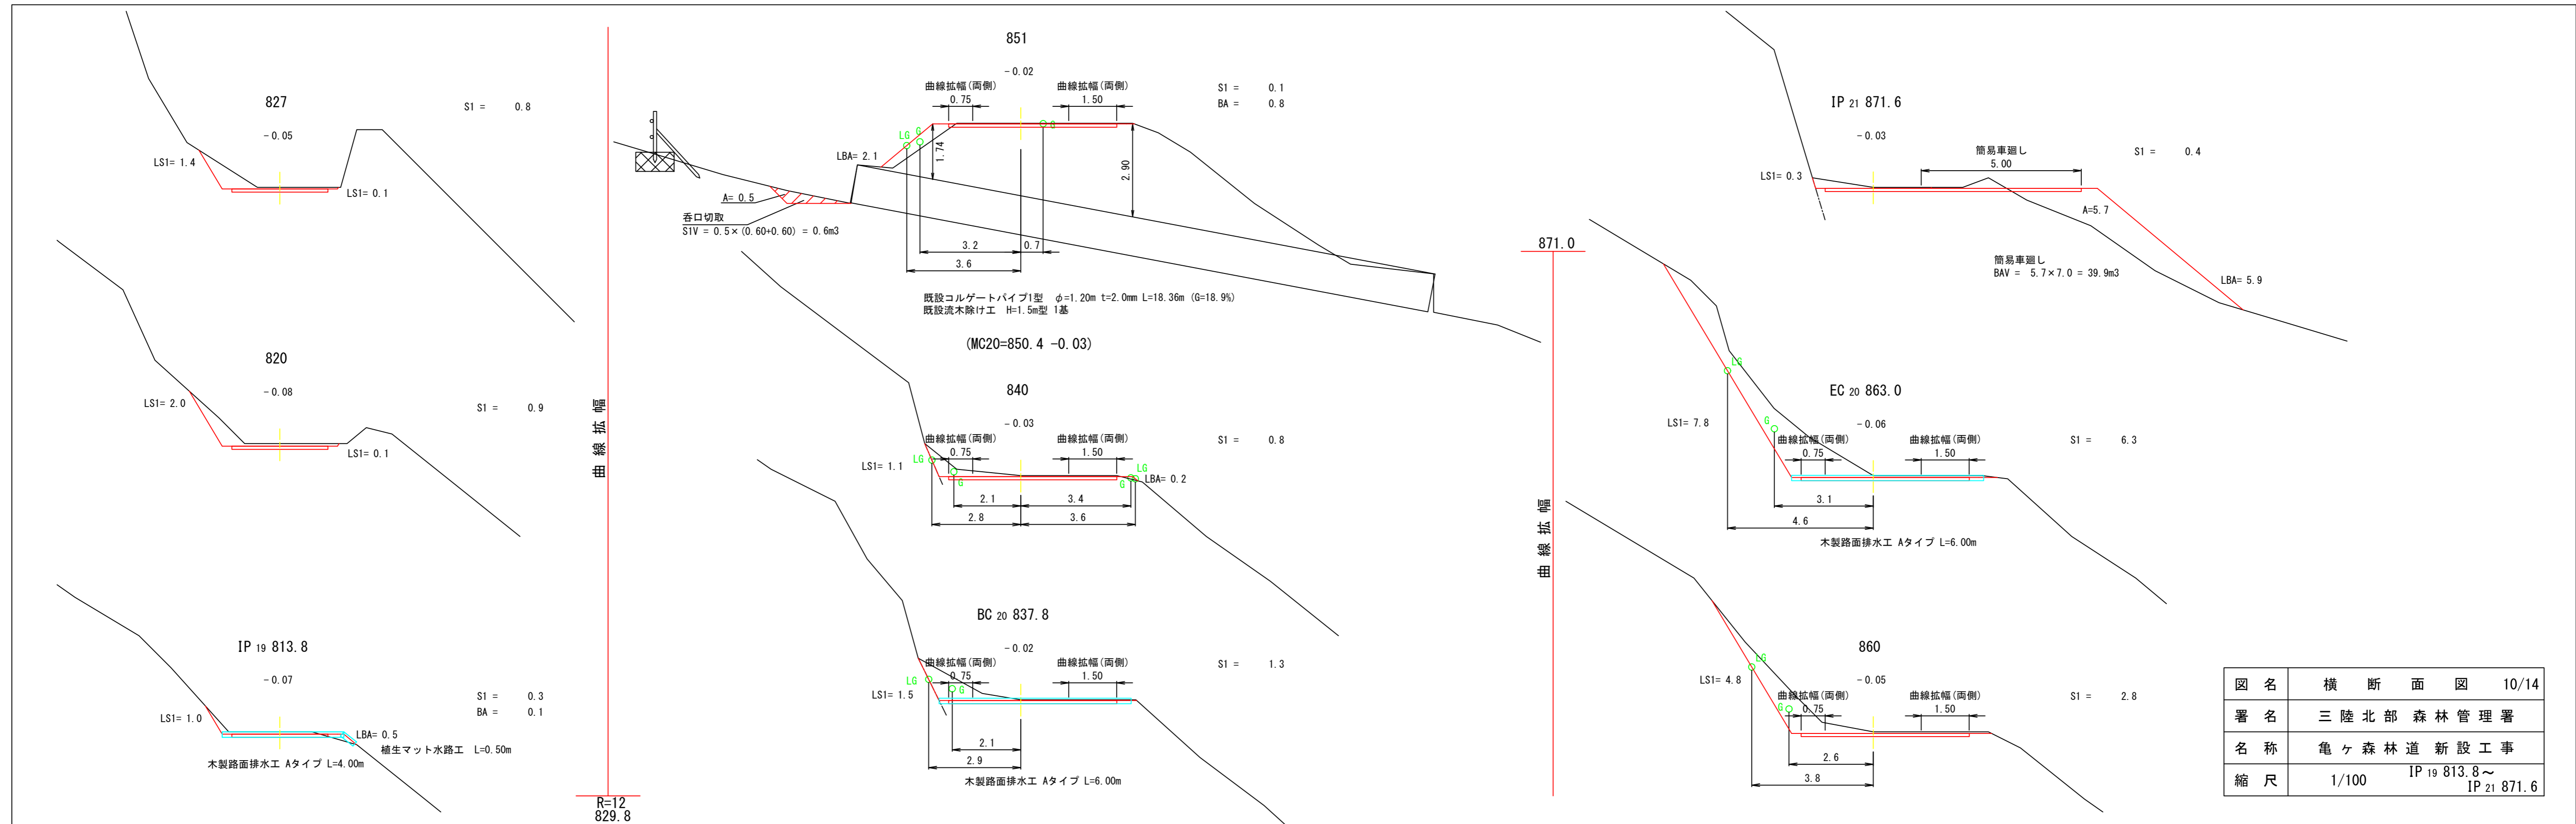 827
-0.05
S1 = 0.8
LS1= 1.4
LS1= 0.1
820
-0.08
S1 = 0.9
LS1= 2.0
LS1= 0.1
IP 19 813.8
-0.07
S1 = 0.3
BA = 0.1
LS1= 1.0
LBA= 0.5
植生マット水路工 L=0.50m
木製路面排水工 Aタイプ L=4.00m
曲線拡幅
R=12
829.8
851
-0.02
曲線拡幅(両側)
0.75
曲線拡幅(両側)
1.50
S1 = 0.1
BA = 0.8
LG
G
G
LBA= 2.1
1.74
2.90
A= 0.5
呑口切取
S1V = 0.5×(0.60+0.60) = 0.6m3
3.2
0.7
3.6
既設コルゲートパイプ1型 φ=1.20m t=2.0mm L=18.36m (G=18.9%)
既設流木除け工 H=1.5m型 1基
(MC20=850.4 -0.03)
840
-0.03
曲線拡幅(両側)
0.75
曲線拡幅(両側)
1.50
S1 = 0.8
LS1= 1.1
LG
G
LG
G
LBA= 0.2
2.1
3.4
2.8
3.6
BC 20 837.8
-0.02
曲線拡幅(両側)
0.75
曲線拡幅(両側)
1.50
S1 = 1.3
LG
G
LS1= 1.5
2.1
2.9
木製路面排水工 Aタイプ L=6.00m
871.0
曲線拡幅
IP 21 871.6
-0.03
簡易車廻し
5.00
S1 = 0.4
LS1= 0.3
A=5.7
簡易車廻し
BAV = 5.7×7.0 = 39.9m3
LBA= 5.9
EC 20 863.0
-0.06
LG
G
LS1= 7.8
曲線拡幅(両側)
0.75
曲線拡幅(両側)
1.50
S1 = 6.3
3.1
4.6
木製路面排水工 Aタイプ L=6.00m
860
-0.05
LG
G
LS1= 4.8
曲線拡幅(両側)
0.75
曲線拡幅(両側)
1.50
S1 = 2.8
2.6
3.8
図名 横断面図 10/14
署名 三陸北部 森林管理署
名称 亀ヶ森林道 新設工事
縮尺 1/100 IP 19 813.8～
IP 21 871.6